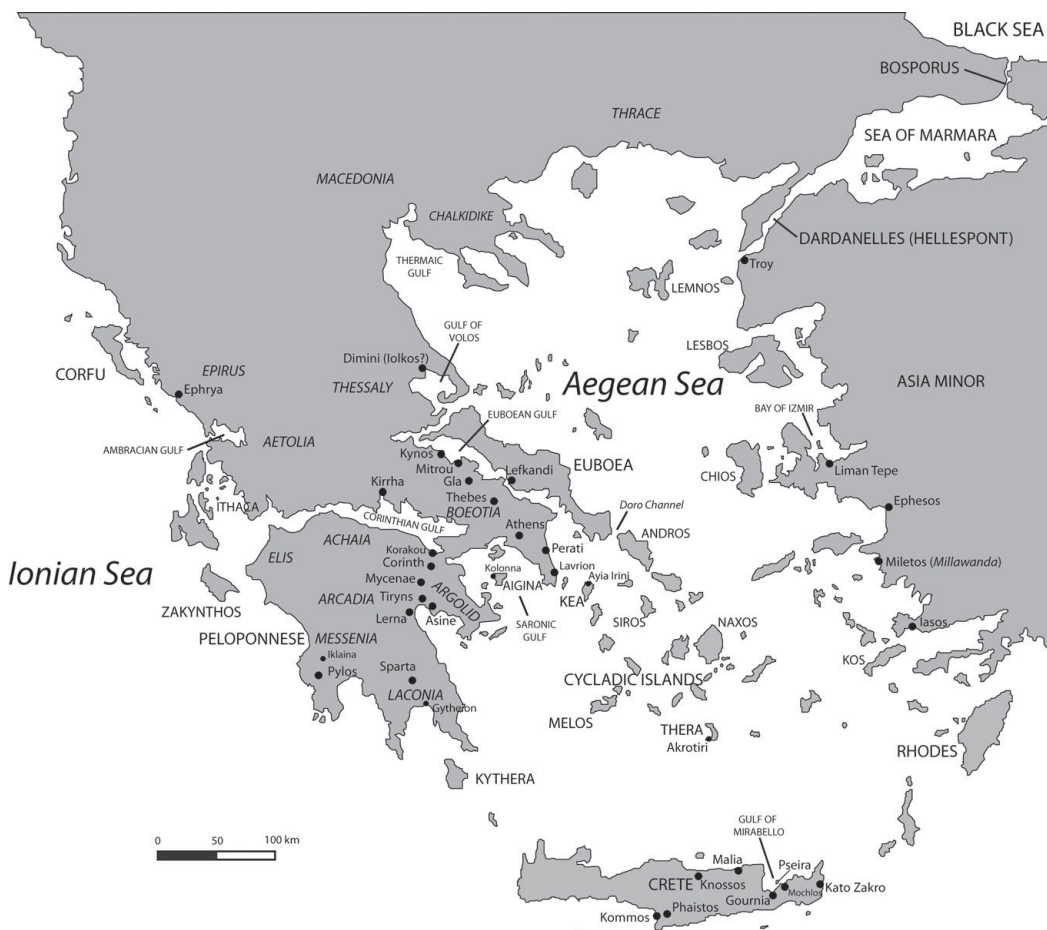 BLACK SEA
BOSPORUS
THRACE
SEA OF MARMARA
MACEDONIA
CHALKIDIKE
DARDANELLES (HELLESPONT)
THERMAIC
GULF
Troy
LEMNOS
GULF OF
VOLOS
LESBOS
Dimini (Iolkos?)
CORFU
EPIRUS
THESSALY
Aegean Sea
ASIA MINOR
Ephrya
BAY OF IZMIR
EUBOEAN GULF
AMBRACIAN GULF
AETOLIA
Kynos
Mitrou
EUBOEA
Liman Tepe
Lefkandi
CHIOS
Gla
Kirrha
Thebes
BOEOTIA
ITHACA
Ephesos
Doro Channel
CORINTHIAN GULF
Athens
ANDROS
ACHAIA
Korakou
Perati
ELIS
Corinth
Miletos (Millawanda)
Kolonna
Lavrion
Ionian Sea
Mycenae
Ayia Irini
AIGINA
ARGOLID
ARCADIA
Tiryns
KEA
ZAKYNTHOS
Lerna
Asine
SARONIC
GULF
SIROS
NAXOS
Iasos
PELOPONNESE
MESSENIA
Iklaina
KOS
Pylos
Sparta
CYCLADIC ISLANDS
LACONIA
Gytheion
MELOS
THERA
Akrotiri
RHODES
KYTHERA
0 50 100 km
GULF OF
MIRABELLO
Malia
Pseira
CRETE
Knossos
Mochlos
Kato Zakro
Gournia
Phaistos
Kommos